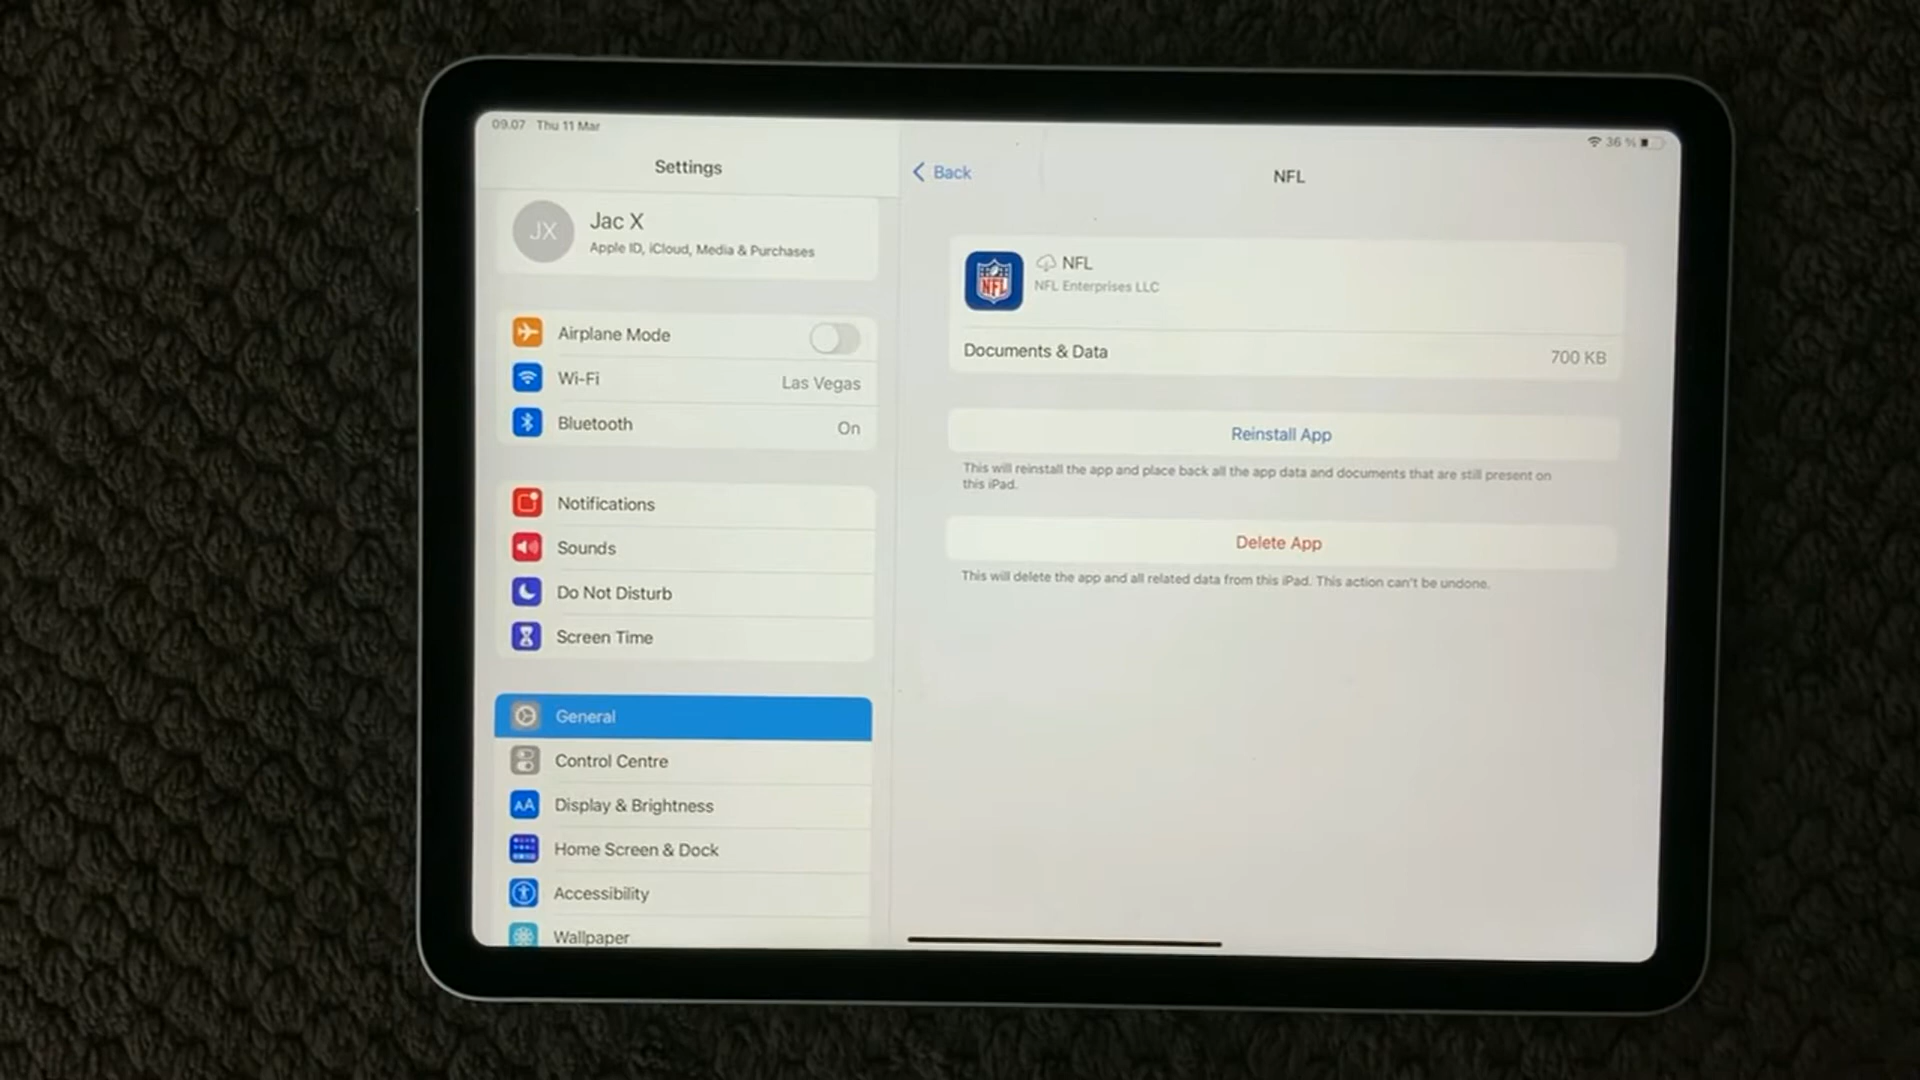 09.07 Thu 11 Mar
36 %
Settings
Back
NFL
JX
Jac X
Apple ID, iCloud, Media & Purchases
NFL
NFL
NFL Enterprises LLC
Documents & Data
700 KB
Airplane Mode
Wi-Fi
Las Vegas
Bluetooth
On
Reinstall App
This will reinstall the app and place back all the app data and documents that are still present on
this iPad.
Delete App
This will delete the app and all related data from this iPad. This action can't be undone.
Notifications
Sounds
Do Not Disturb
Screen Time
General
Control Centre
AA
Display & Brightness
Home Screen & Dock
Accessibility
Wallpaper